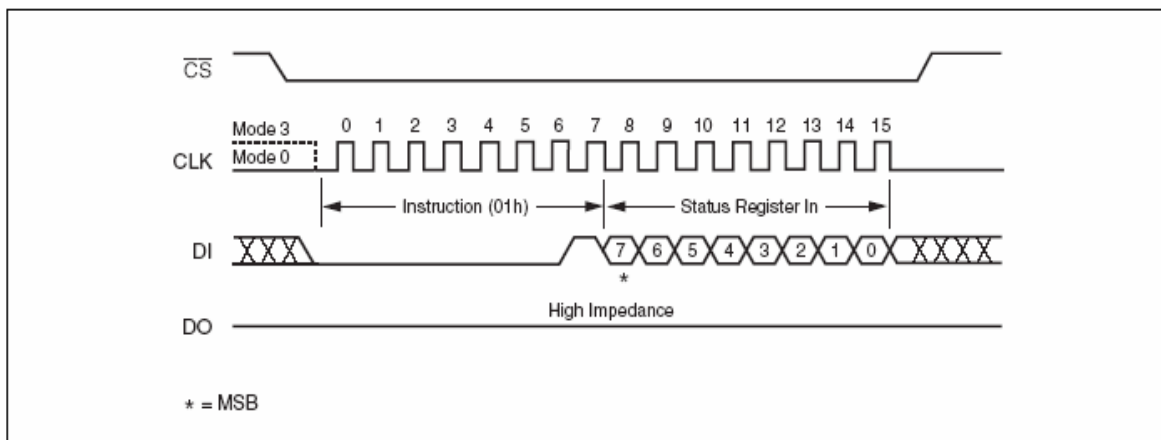 CS
Mode 3
0 1 2 3 4 5 6 7 8 9 10 11 12 13 14 15
CLK
Mode 0
Instruction (01h)
Status Register In
DI
7 6 5 4 3 2 1 0
*
High Impedance
DO
* = MSB